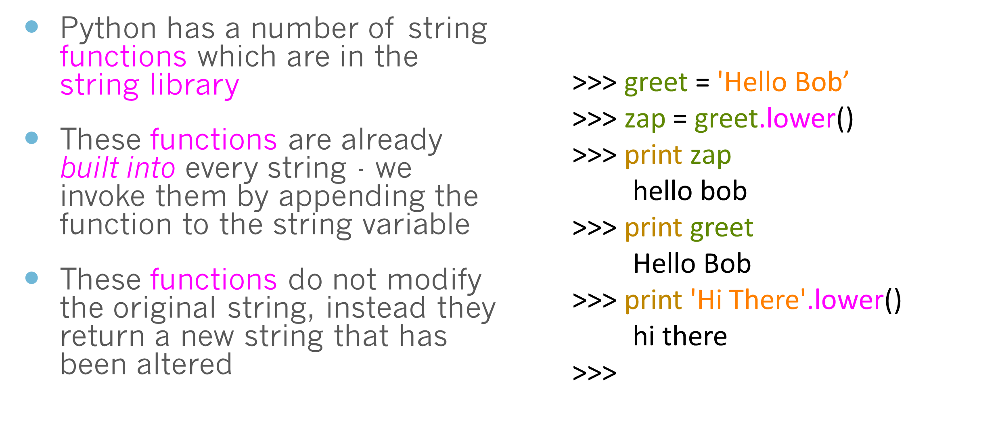 Python has a number of string
functions which are in the
string library
These functions are already
built into every string - we
invoke them by appending the
function to the string variable
These functions do not modify
the original string, instead they
return a new string that has
been altered
>>> greet = 'Hello Bob’
>>> zap = greet.lower()
>>> print zap
hello bob
>>> print greet
Hello Bob
>>> print 'Hi There'.lower()
hi there
>>>